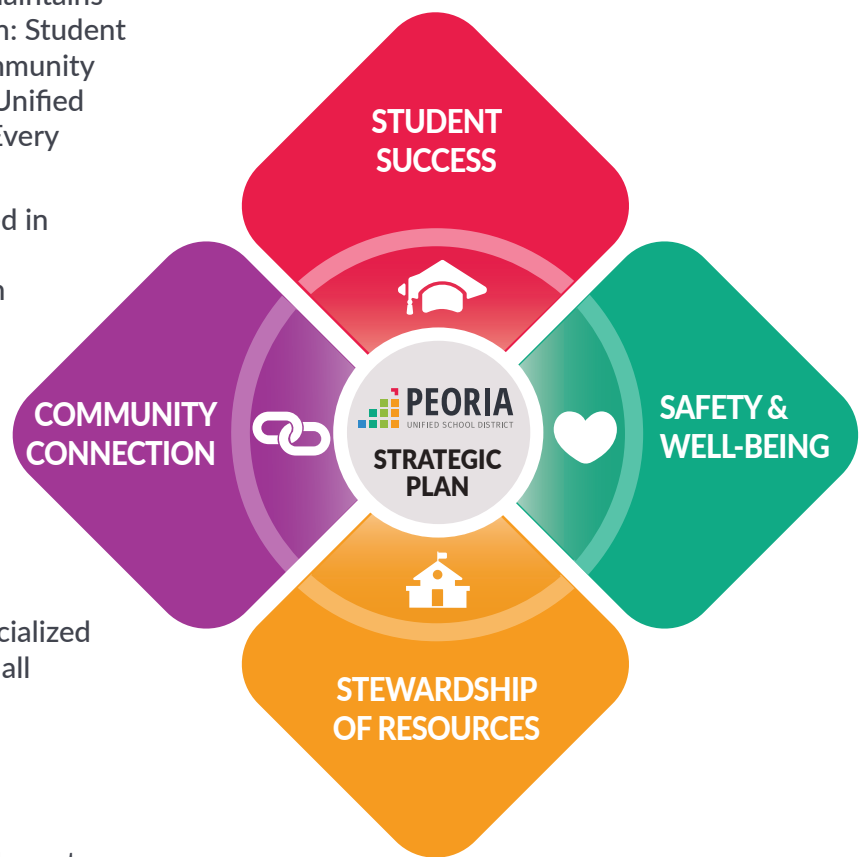 n: Student
mmunity
Unified
Every
d in
cialized
all
STUDENT
SUCCESS
COMMUNITY
CONNECTION
PEORIA
UNIFIED SCHOOL DISTRICT
STRATEGIC
PLAN
SAFETY &
WELL-BEING
STEWARDSHIP
OF RESOURCES